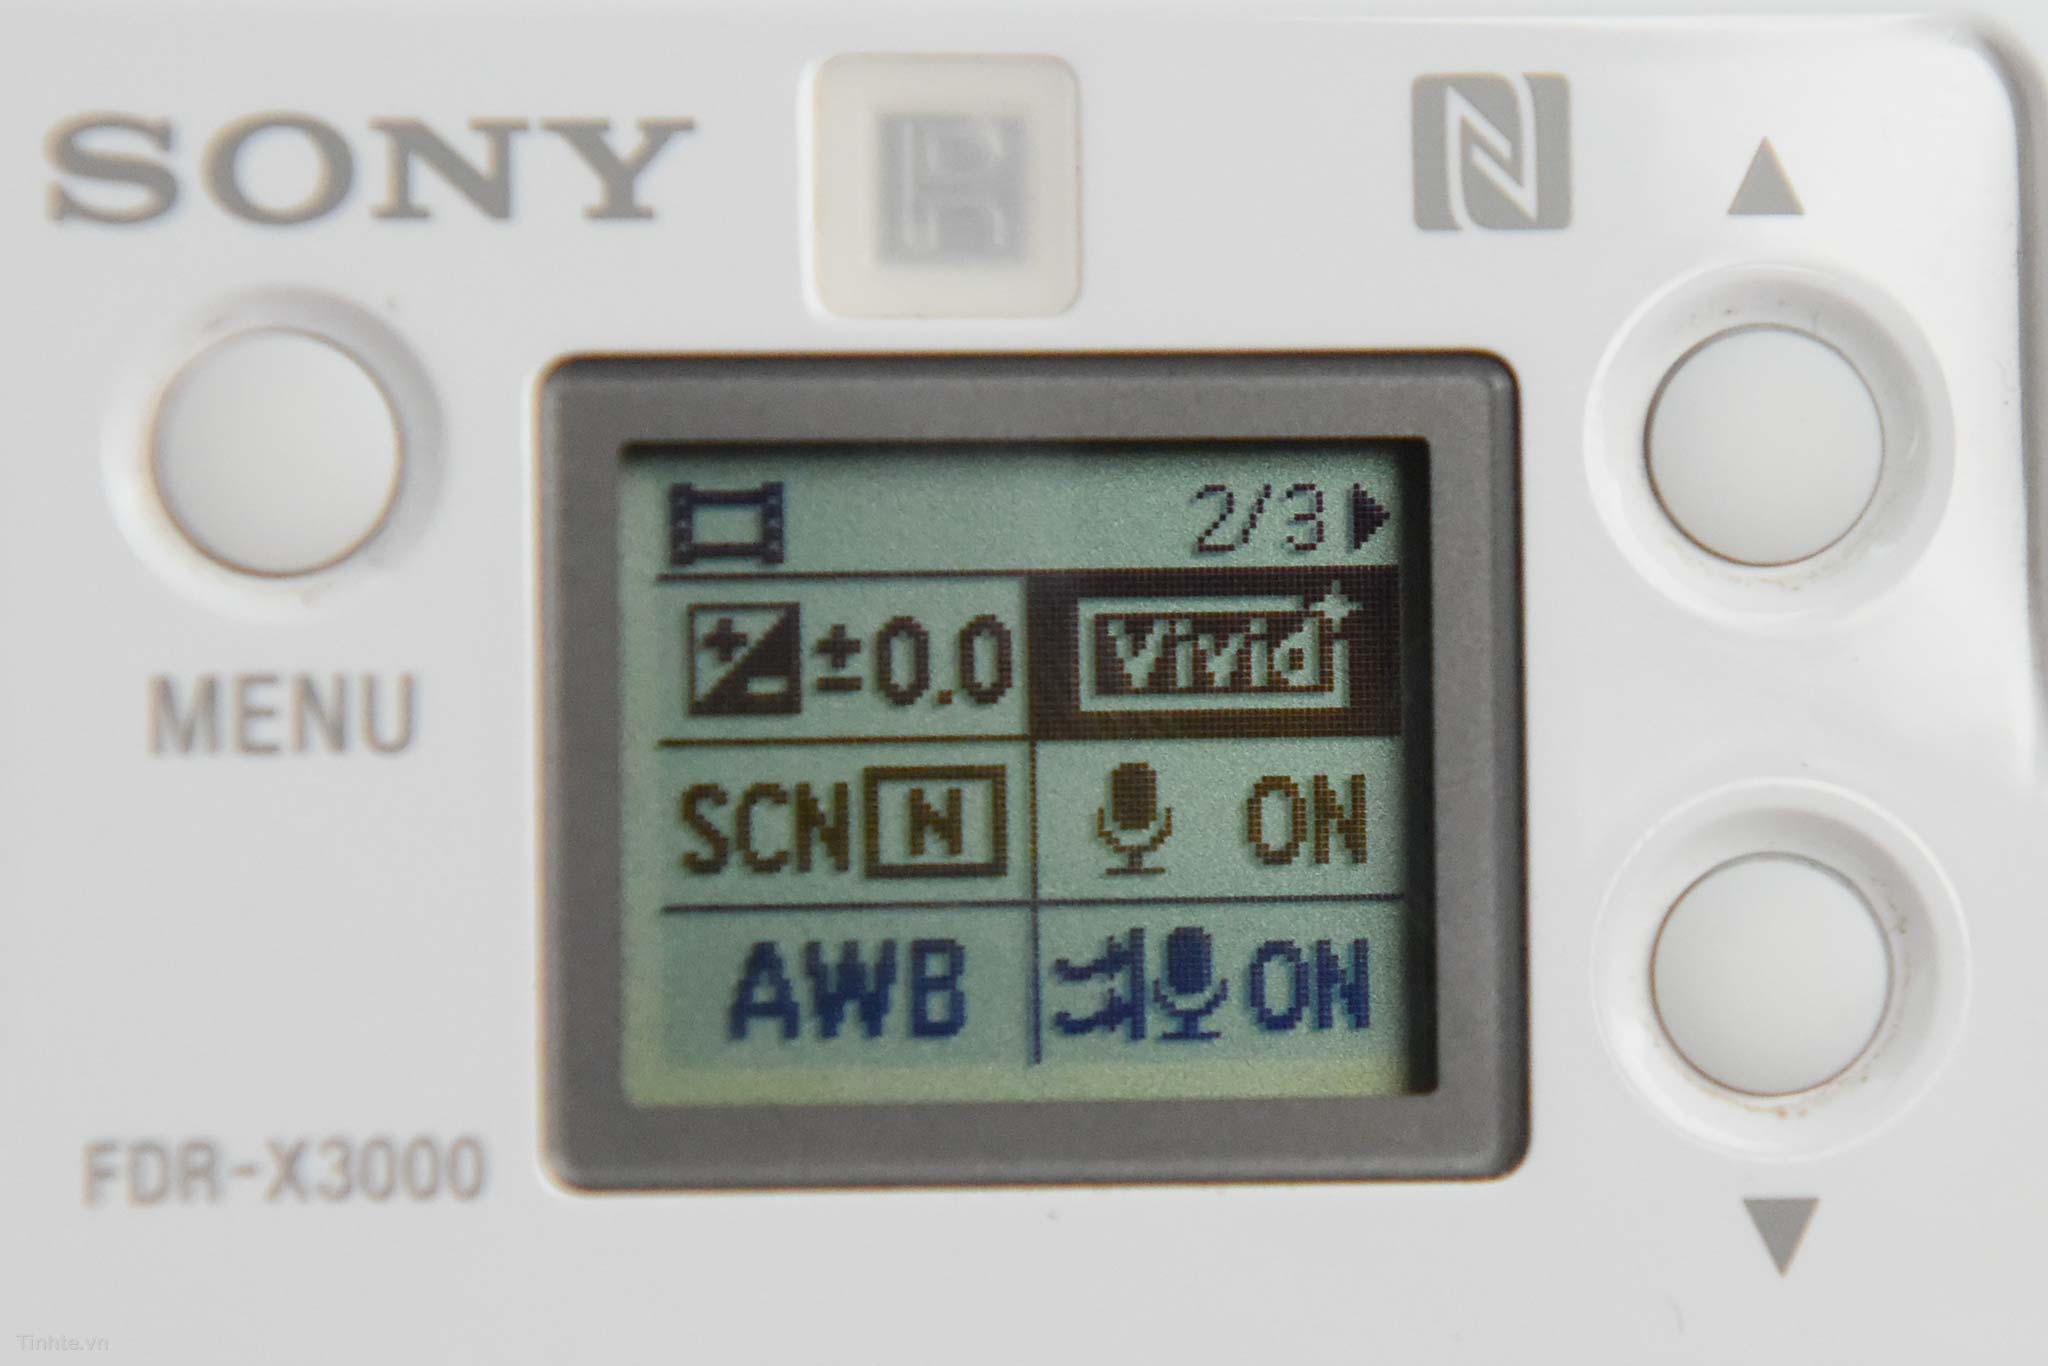 SONY
2/3
±0.0
Vivid
MENU
SCN N
ON
AWB
ON
FDR-X3000
Tinhte.vn